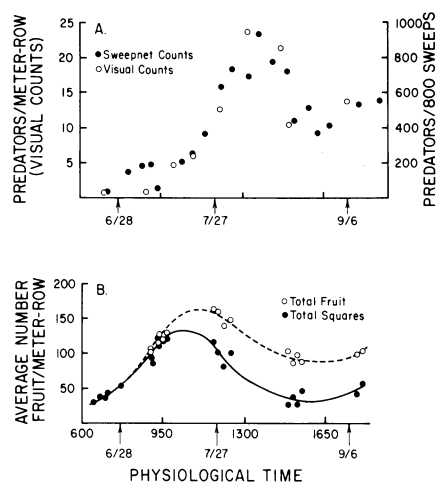 A.
Sweepnet Counts
Visual Counts
PREDATORS/METER-ROW
(VISUAL COUNTS)
25
20
15
10
5
PREDATORS/800 SWEEPS
1000
800
600
400
200
6/28
7/27
9/6
B.
Total Fruit
Total Squares
AVERAGE NUMBER
FRUIT/METER-ROW
200
150
100
50
600
950
1300
1650
6/28
7/27
9/6
PHYSIOLOGICAL TIME